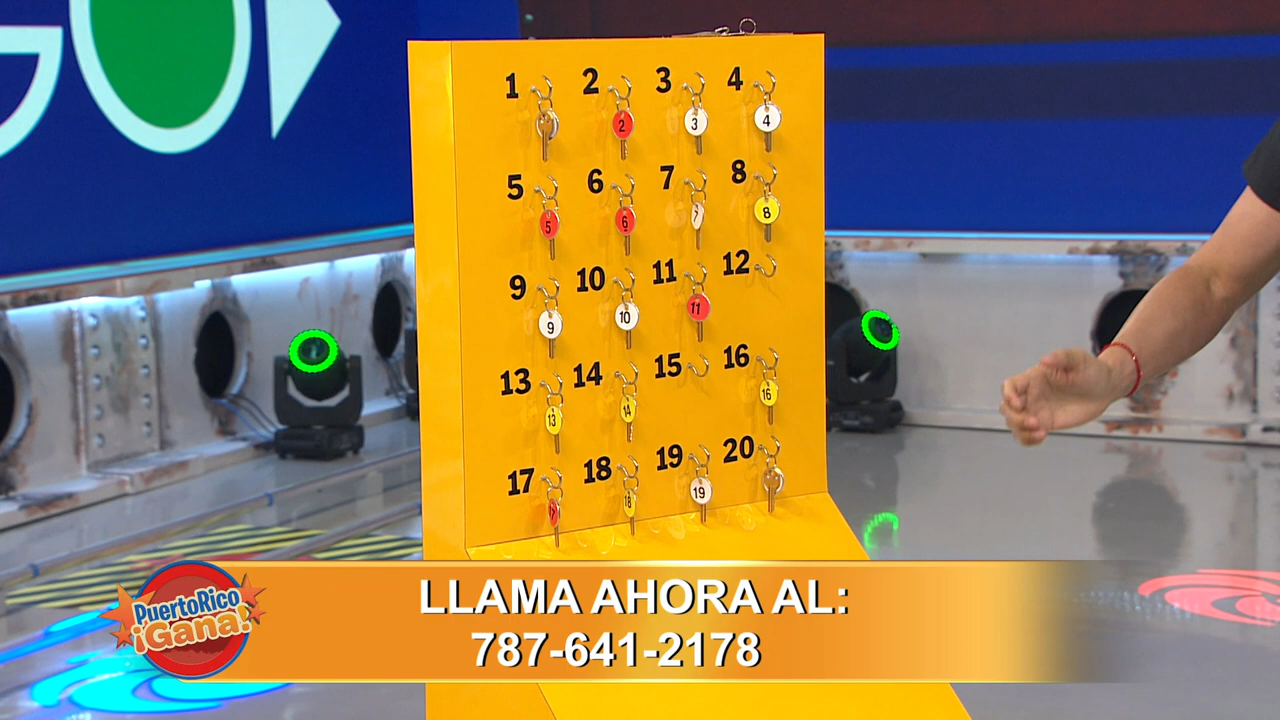 GO
1 2 3 4
2 3 4
5 6 7 8
5 6 7 8
9 10 11 12
9 10 11
13 14 15 16
13 14 16
17 18 19 20
17 18 19
LLAMA AHORA AL:
787-641-2178
PuertoRico
¡Gana!